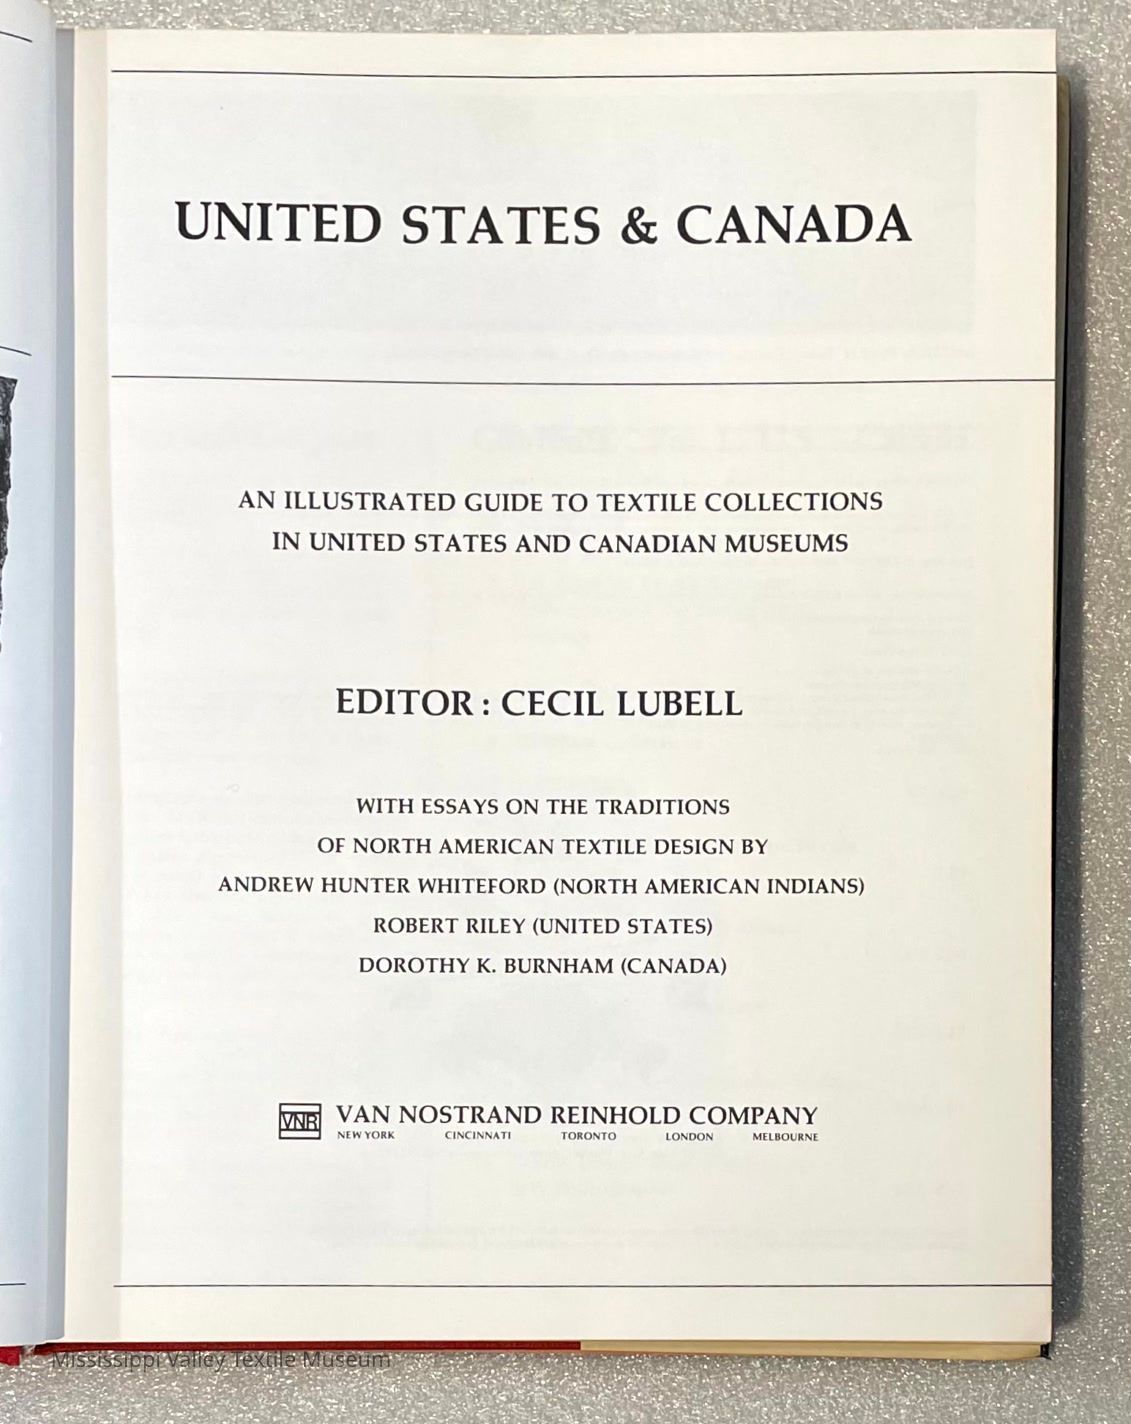 UNITED STATES & CANADA
AN ILLUSTRATED GUIDE TO TEXTILE COLLECTIONS
IN UNITED STATES AND CANADIAN MUSEUMS
EDITOR : CECIL LUBELL
WITH ESSAYS ON THE TRADITIONS
OF NORTH AMERICAN TEXTILE DESIGN BY
ANDREW HUNTER WHITEFORD (NORTH AMERICAN INDIANS)
ROBERT RILEY (UNITED STATES)
DOROTHY K. BURNHAM (CANADA)
VNR VAN NOSTRAND REINHOLD COMPANY
NEW YORK CINCINNATI TORONTO LONDON MELBOURNE
Mississippi Valley Textile Museum